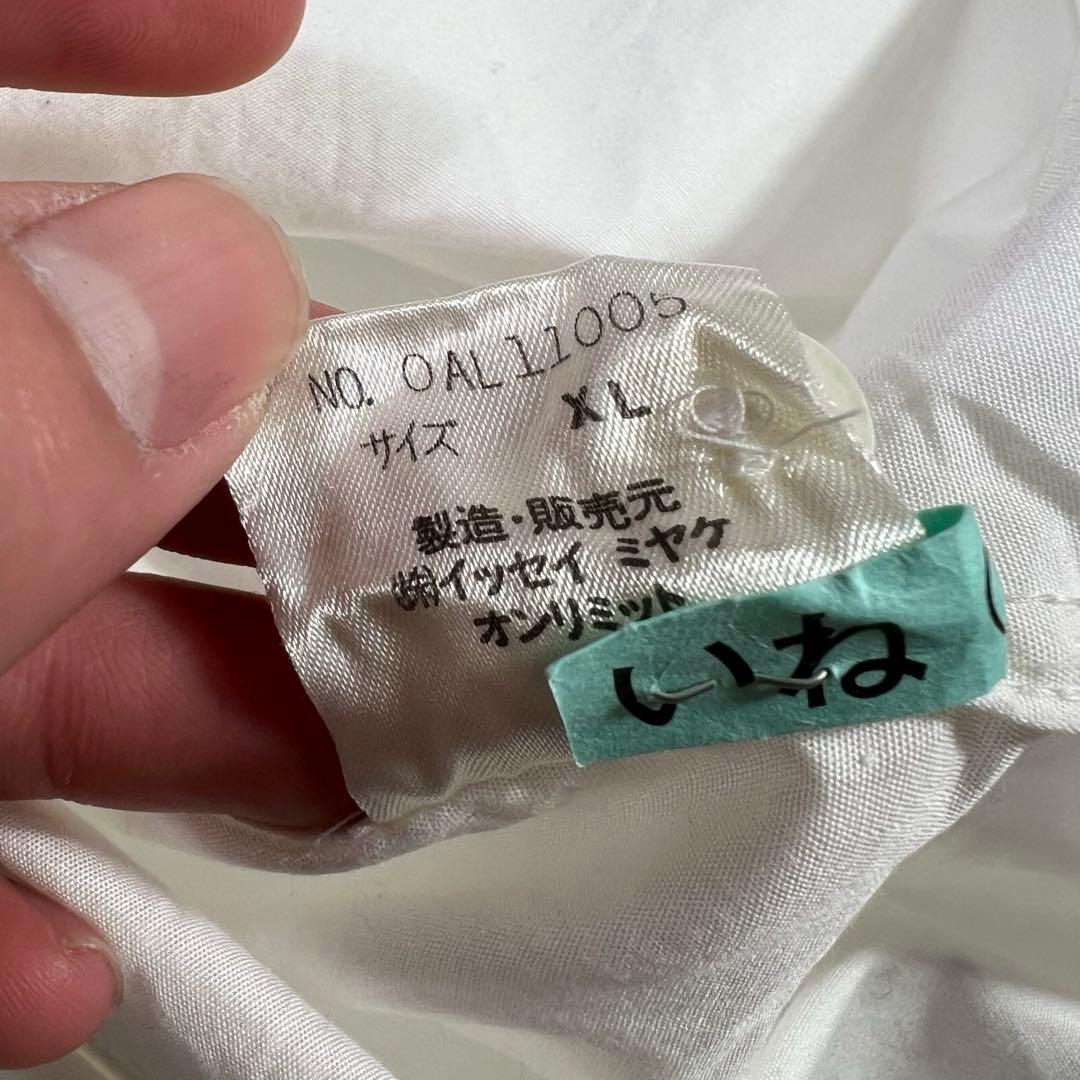 NO. OAL11005
サイズ XL
製造・販売元
㈱イッセイ ミヤケ
オンリミット
いね